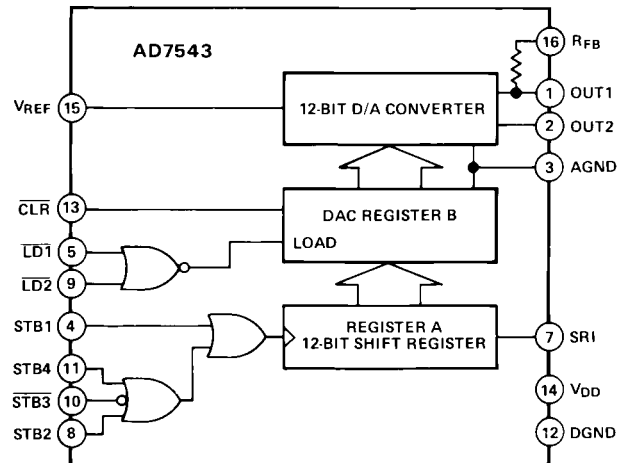 AD7543
16 RFB
1 OUT1
2 OUT2
3 AGND
VREF 15
12-BIT D/A CONVERTER
CLR 13
DAC REGISTER B
LOAD
LD1 5
LD2 9
STB1 4
REGISTER A
12-BIT SHIFT REGISTER
7 SRI
STB4 11
STB3 10
STB2 8
14 VDD
12 DGND